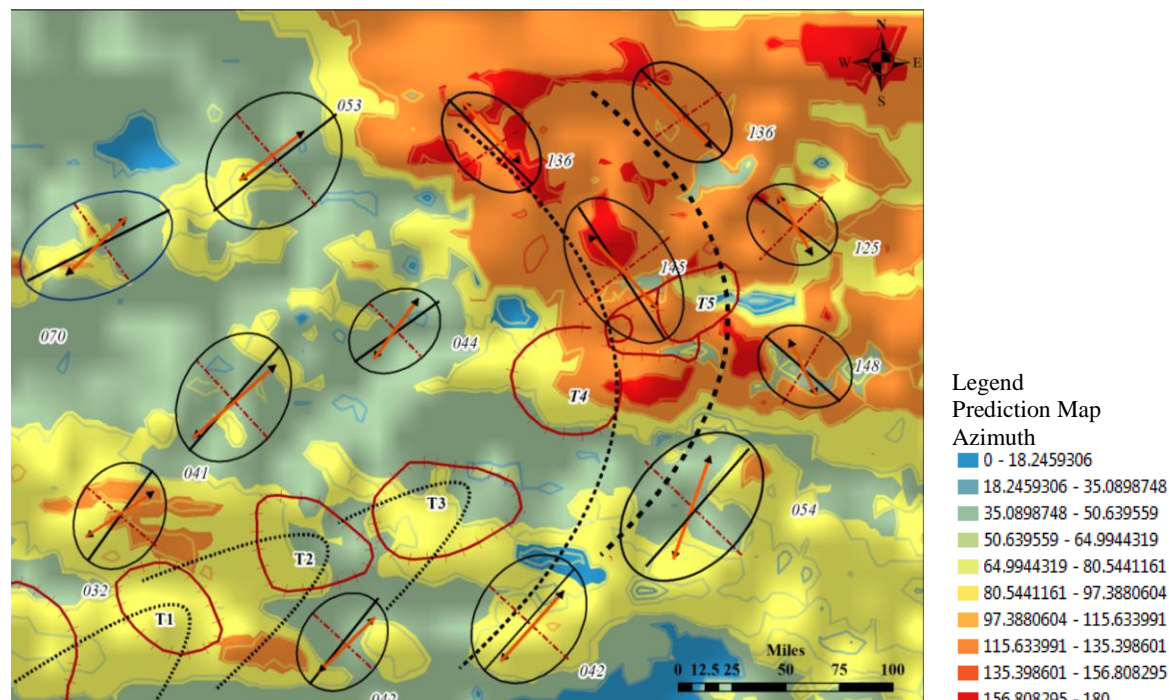 N
W E
S
053
136
136
125
145
T5
070
044
148
T4
041
T3
054
T2
032
T1
042
Miles
0 12.5 25 50 75 100
Legend
Prediction Map
Azimuth
0 - 18.2459306
18.2459306 - 35.0898748
35.0898748 - 50.639559
50.639559 - 64.9944319
64.9944319 - 80.5441161
80.5441161 - 97.3880604
97.3880604 - 115.633991
115.633991 - 135.398601
135.398601 - 156.808295
156.808295 - 180